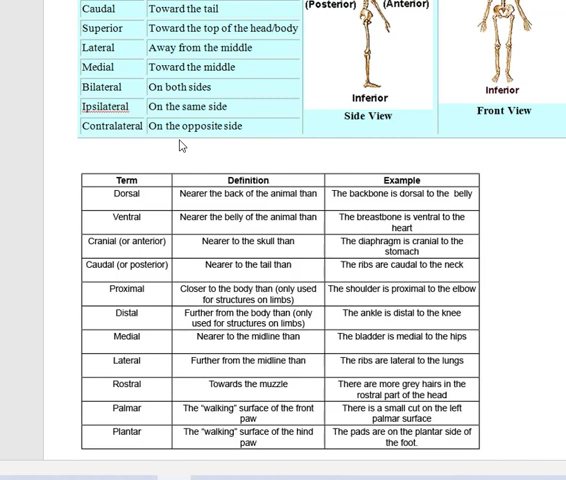 (Posterior)
(Anterior)
Caudal Toward the tail
Superior Toward the top of the head/body
Lateral Away from the middle
Medial Toward the middle
Bilateral On both sides
Ipsilateral On the same side
Contralateral On the opposite side
Inferior
Side View
Inferior
Front View
Term Definition Example
Dorsal Nearer the back of the animal than The backbone is dorsal to the belly
Ventral Nearer the belly of the animal than The breastbone is ventral to the
heart
Cranial (or anterior) Nearer to the skull than The diaphragm is cranial to the
stomach
Caudal (or posterior) Nearer to the tail than The ribs are caudal to the neck
Proximal Closer to the body than (only used The shoulder is proximal to the elbow
for structures on limbs)
Distal Further from the body than (only The ankle is distal to the knee
used for structures on limbs)
Medial Nearer to the midline than The bladder is medial to the hips
Lateral Further from the midline than The ribs are lateral to the lungs
Rostral Towards the muzzle There are more grey hairs in the
rostral part of the head
Palmar The "walking" surface of the front There is a small cut on the left
paw palmar surface
Plantar The "walking" surface of the hind The pads are on the plantar side of
paw the foot.